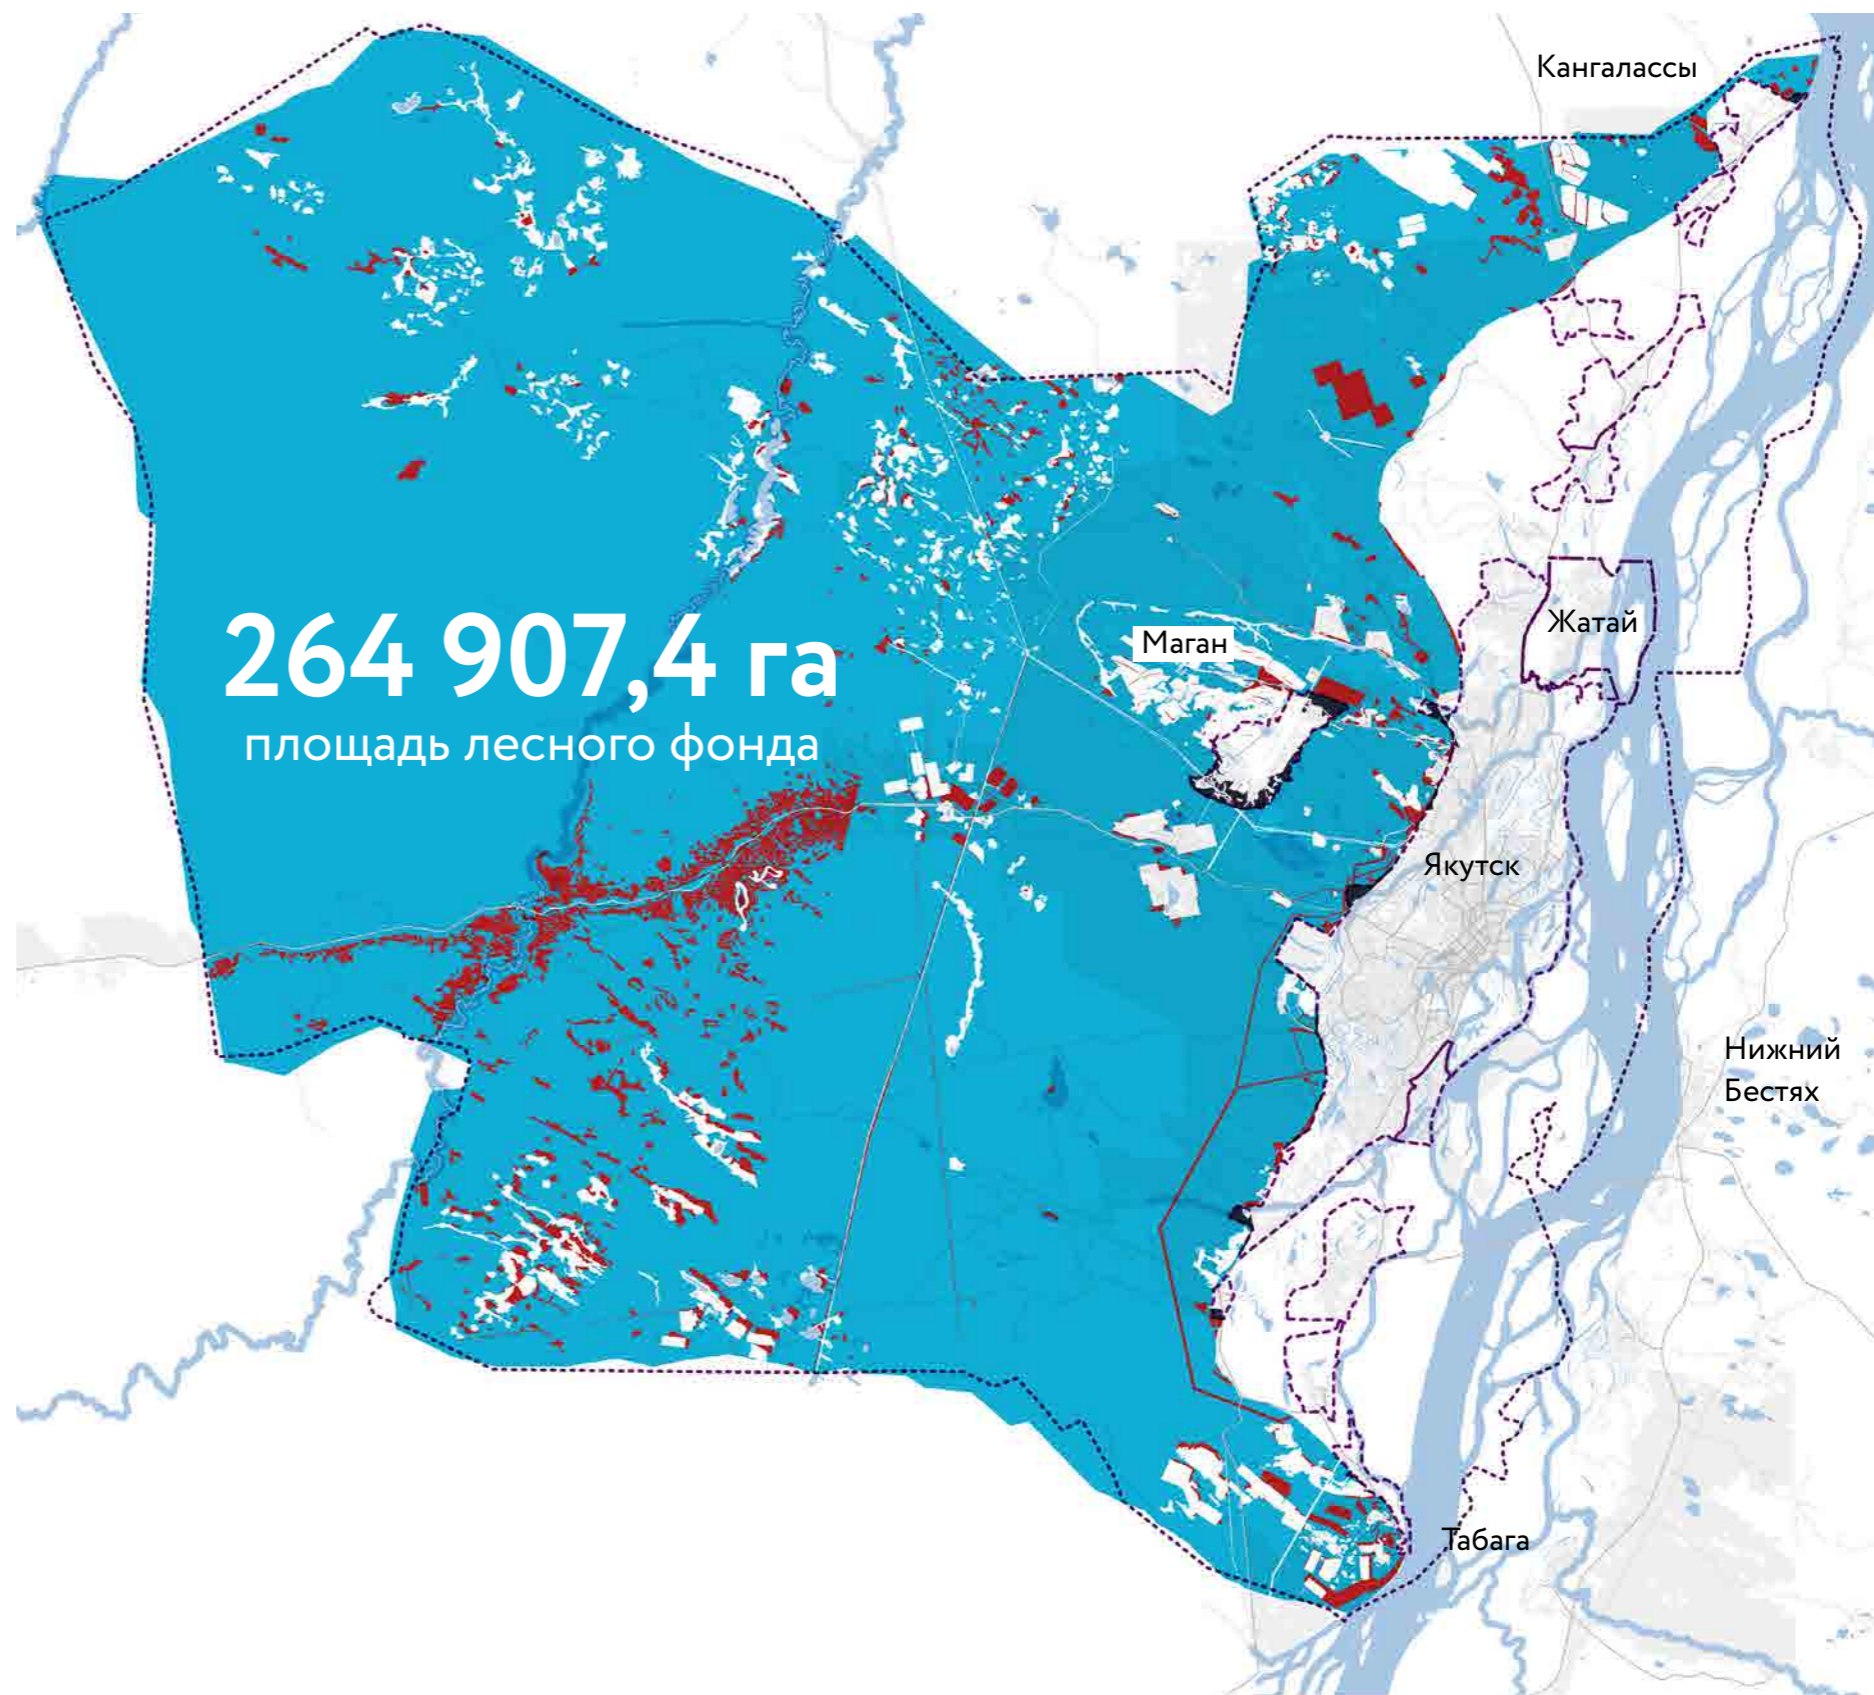 Кангалассы
264 907,4 га
площадь лесного фонда
Маган
Жатай
Якутск
Нижний
Бестях
Табага